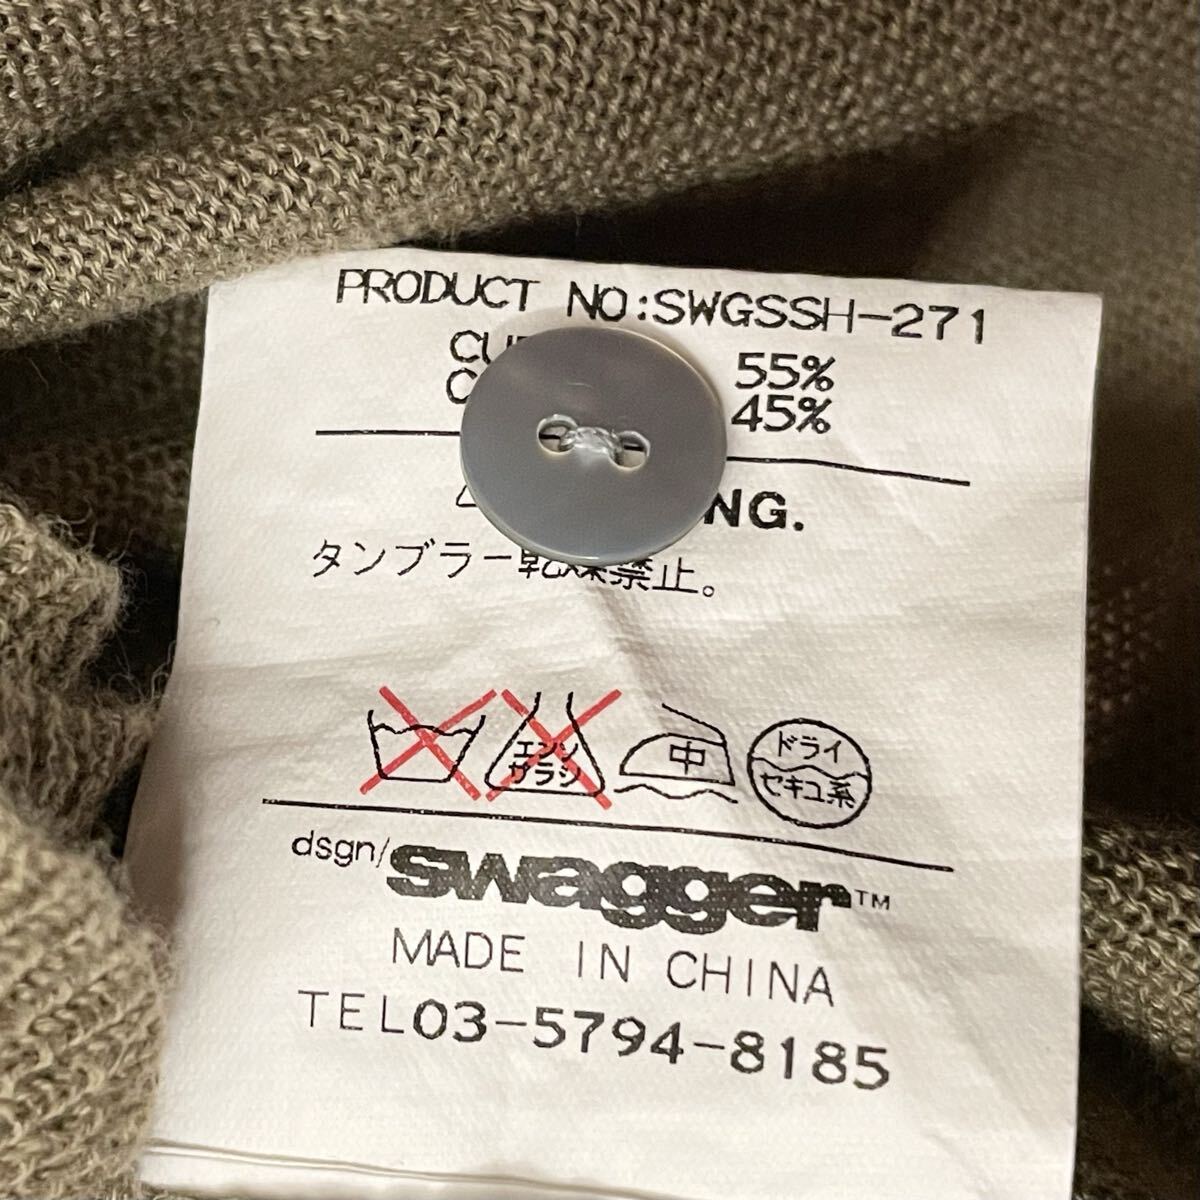 PRODUCT NO:SWGSSH-271
55%
45%
タンブラー乾燥禁止。
エンソ
サラシ
中
ドライ
セキユ系
dsgn/swagger™
MADE IN CHINA
TEL03-5794-8185